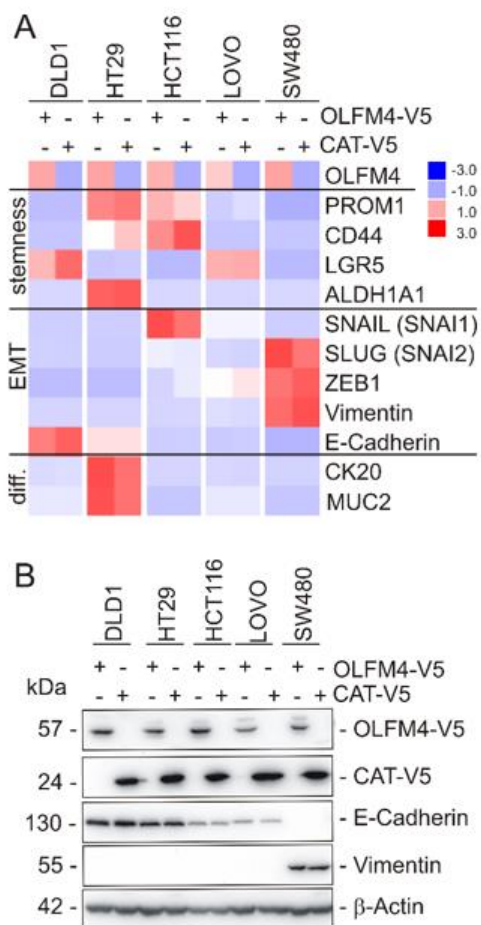 A
DLD1 HT29 HCT116 LOVO SW480
+ - + - + - + - + - OLFM4-V5
- + - + - + - + - + CAT-V5
OLFM4
-3.0
-1.0
1.0
3.0
stemness
PROM1
CD44
LGR5
ALDH1A1
EMT
SNAIL (SNAI1)
SLUG (SNAI2)
ZEB1
Vimentin
E-Cadherin
diff.
CK20
MUC2
B
DLD1 HT29 HCT116 LOVO SW480
+ - + - + - + - + - OLFM4-V5
kDa - + - + - + - + - + CAT-V5
57 - - OLFM4-V5
24 - - CAT-V5
130 - - E-Cadherin
55 - - Vimentin
42 - - β-Actin